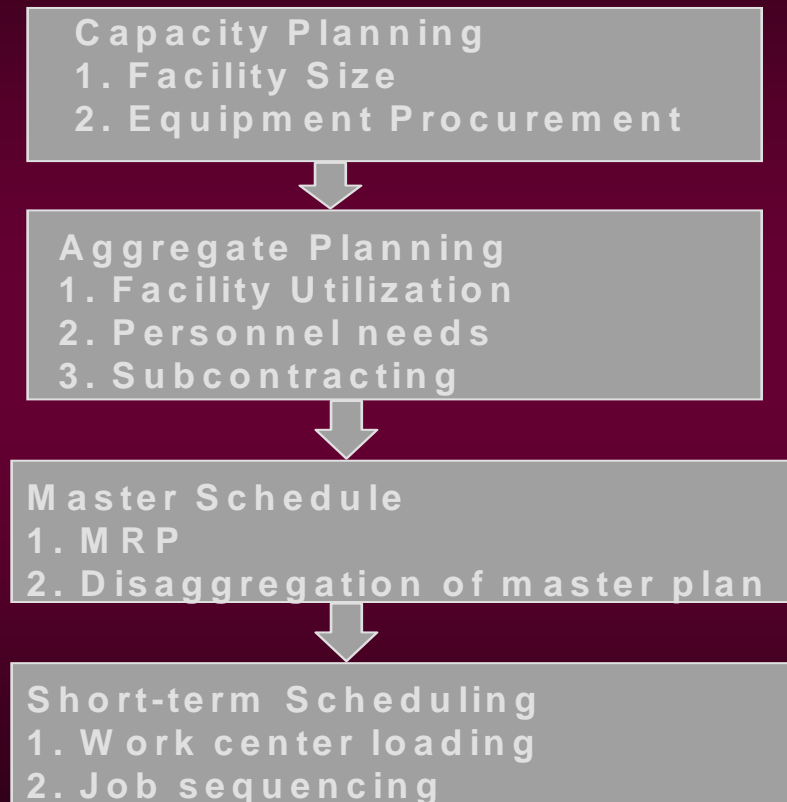 Capacity Planning
1. Facility Size
2. Equipment Procurement
Aggregate Planning
1. Facility Utilization
2. Personnel needs
3. Subcontracting
Master Schedule
1. MRP
2. Disaggregation of master plan
Short-term Scheduling
1. Work center loading
2. Job sequencing